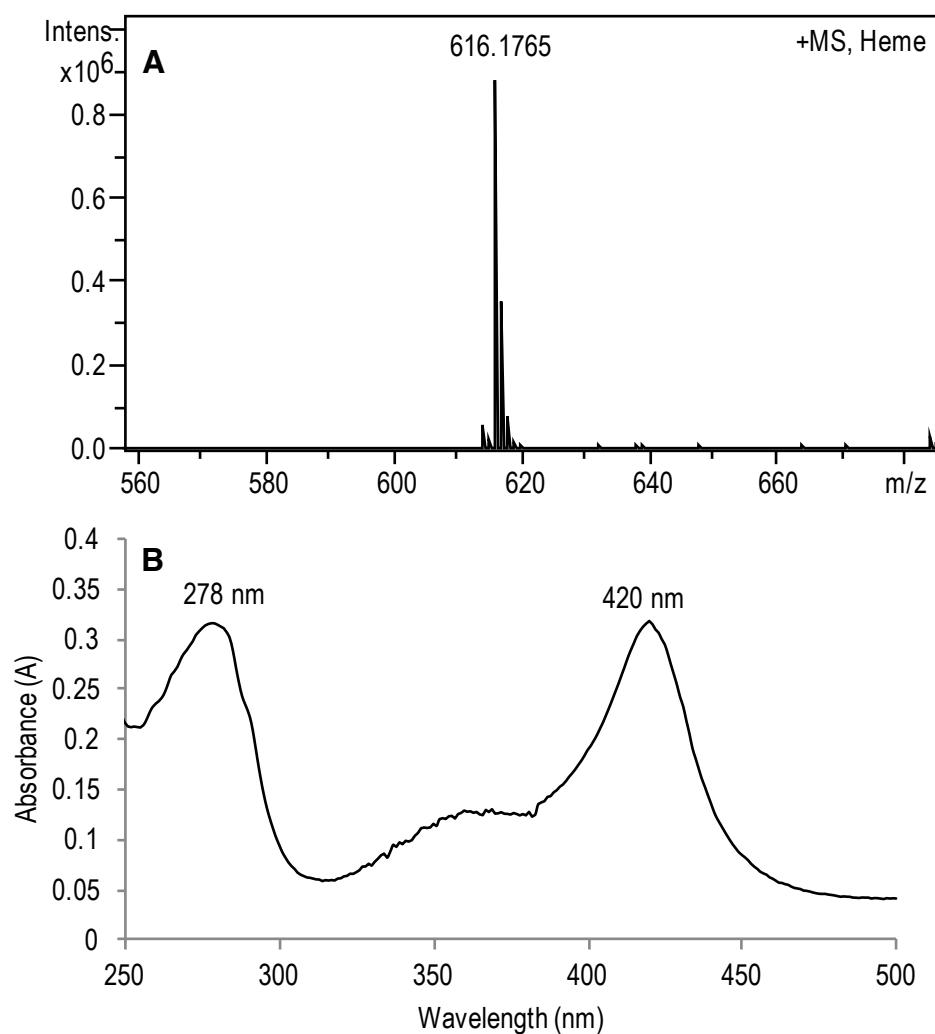 Intens.
x10⁶
A
616.1765
+MS, Heme
0.8
0.6
0.4
0.2
0.0
560 580 600 620 640 660 m/z
B
0.4
278 nm
420 nm
0.35
0.3
0.25
0.2
0.15
0.1
0.05
0
Absorbance (A)
250 300 350 400 450 500
Wavelength (nm)